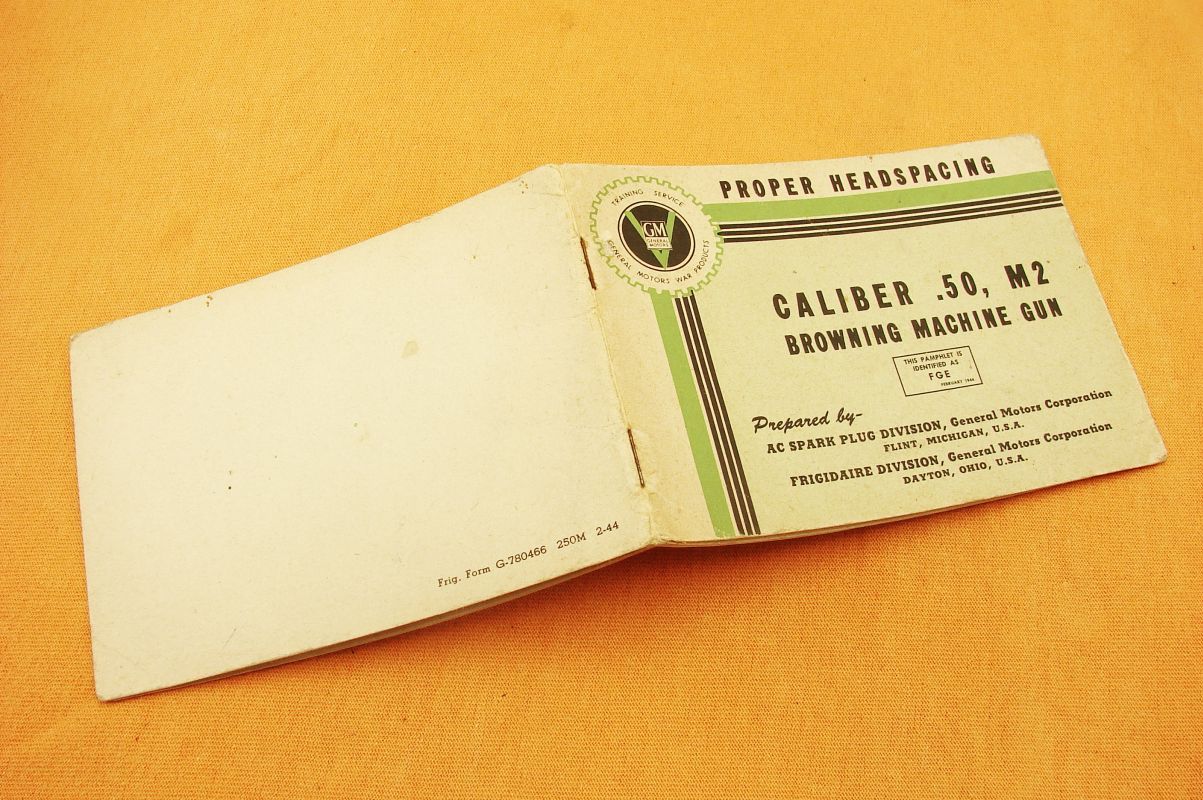 PROPER HEADSPACING
TRAINING SERVICE
GM
GENERAL
MOTORS
GENERAL MOTORS WAR PRODUCTS
CALIBER .50, M2
BROWNING MACHINE GUN
THIS PAMPHLET IS
IDENTIFIED AS
FGE
FEBRUARY 1944
Prepared by-
AC SPARK PLUG DIVISION, General Motors Corporation
FLINT, MICHIGAN, U.S.A.
FRIGIDAIRE DIVISION, General Motors Corporation
DAYTON, OHIO, U.S.A.
Frig. Form G-780466 250M 2-44